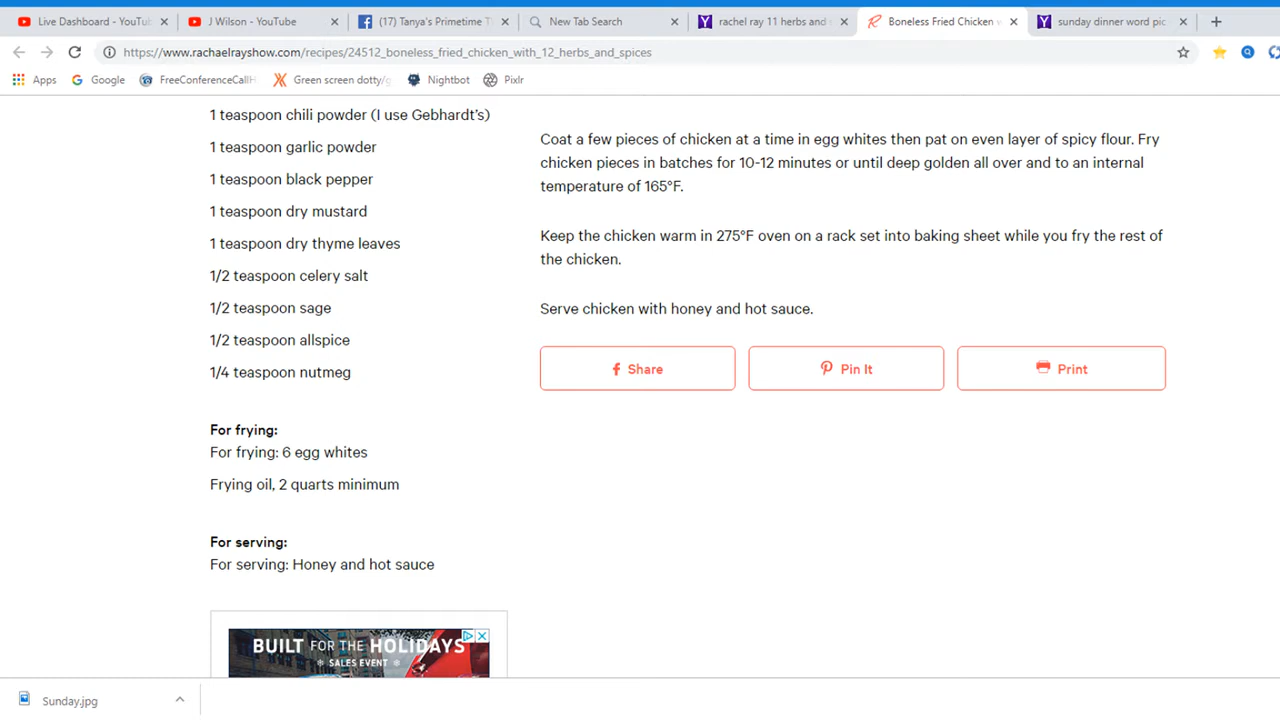 Live Dashboard - YouTub
J Wilson - YouTube
(17) Tanya's Primetime T
New Tab Search
rachel ray 11 herbs and
Boneless Fried Chicken w
sunday dinner word pic
https://www.rachaelrayshow.com/recipes/24512_boneless_fried_chicken_with_12_herbs_and_spices
Apps
Google
FreeConferenceCallH
Green screen dotty/g
Nightbot
Pixlr
1 teaspoon chili powder (I use Gebhardt's)
1 teaspoon garlic powder
1 teaspoon black pepper
1 teaspoon dry mustard
1 teaspoon dry thyme leaves
1/2 teaspoon celery salt
1/2 teaspoon sage
1/2 teaspoon allspice
1/4 teaspoon nutmeg
For frying:
For frying: 6 egg whites
Frying oil, 2 quarts minimum
For serving:
For serving: Honey and hot sauce
Coat a few pieces of chicken at a time in egg whites then pat on even layer of spicy flour. Fry
chicken pieces in batches for 10-12 minutes or until deep golden all over and to an internal
temperature of 165°F.
Keep the chicken warm in 275°F oven on a rack set into baking sheet while you fry the rest of
the chicken.
Serve chicken with honey and hot sauce.
Share
Pin It
Print
BUILT FOR THE HOLIDAYS
SALES EVENT
Sunday.jpg